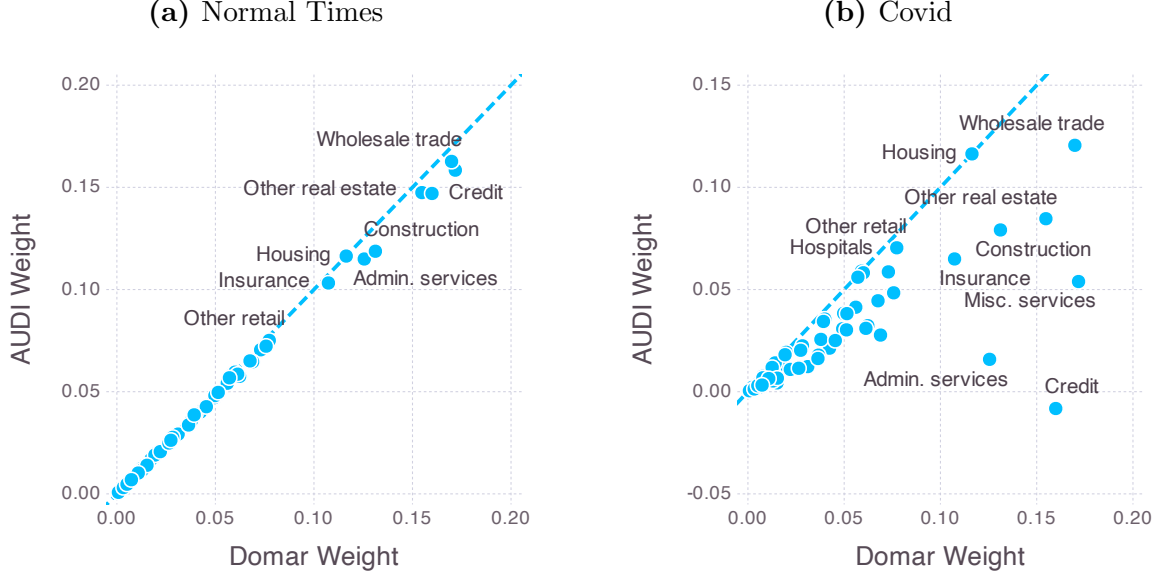 (a) Normal Times
0.20
0.15
0.10
0.05
0.00
AUDI Weight
Wholesale trade
Other real estate
Credit
Construction
Housing
Admin. services
Insurance
Other retail
0.00 0.05 0.10 0.15 0.20
Domar Weight
(b) Covid
0.15
0.10
0.05
0.00
-0.05
AUDI Weight
Wholesale trade
Housing
Other real estate
Other retail
Hospitals
Construction
Insurance
Misc. services
Admin. services
Credit
0.00 0.05 0.10 0.15 0.20
Domar Weight